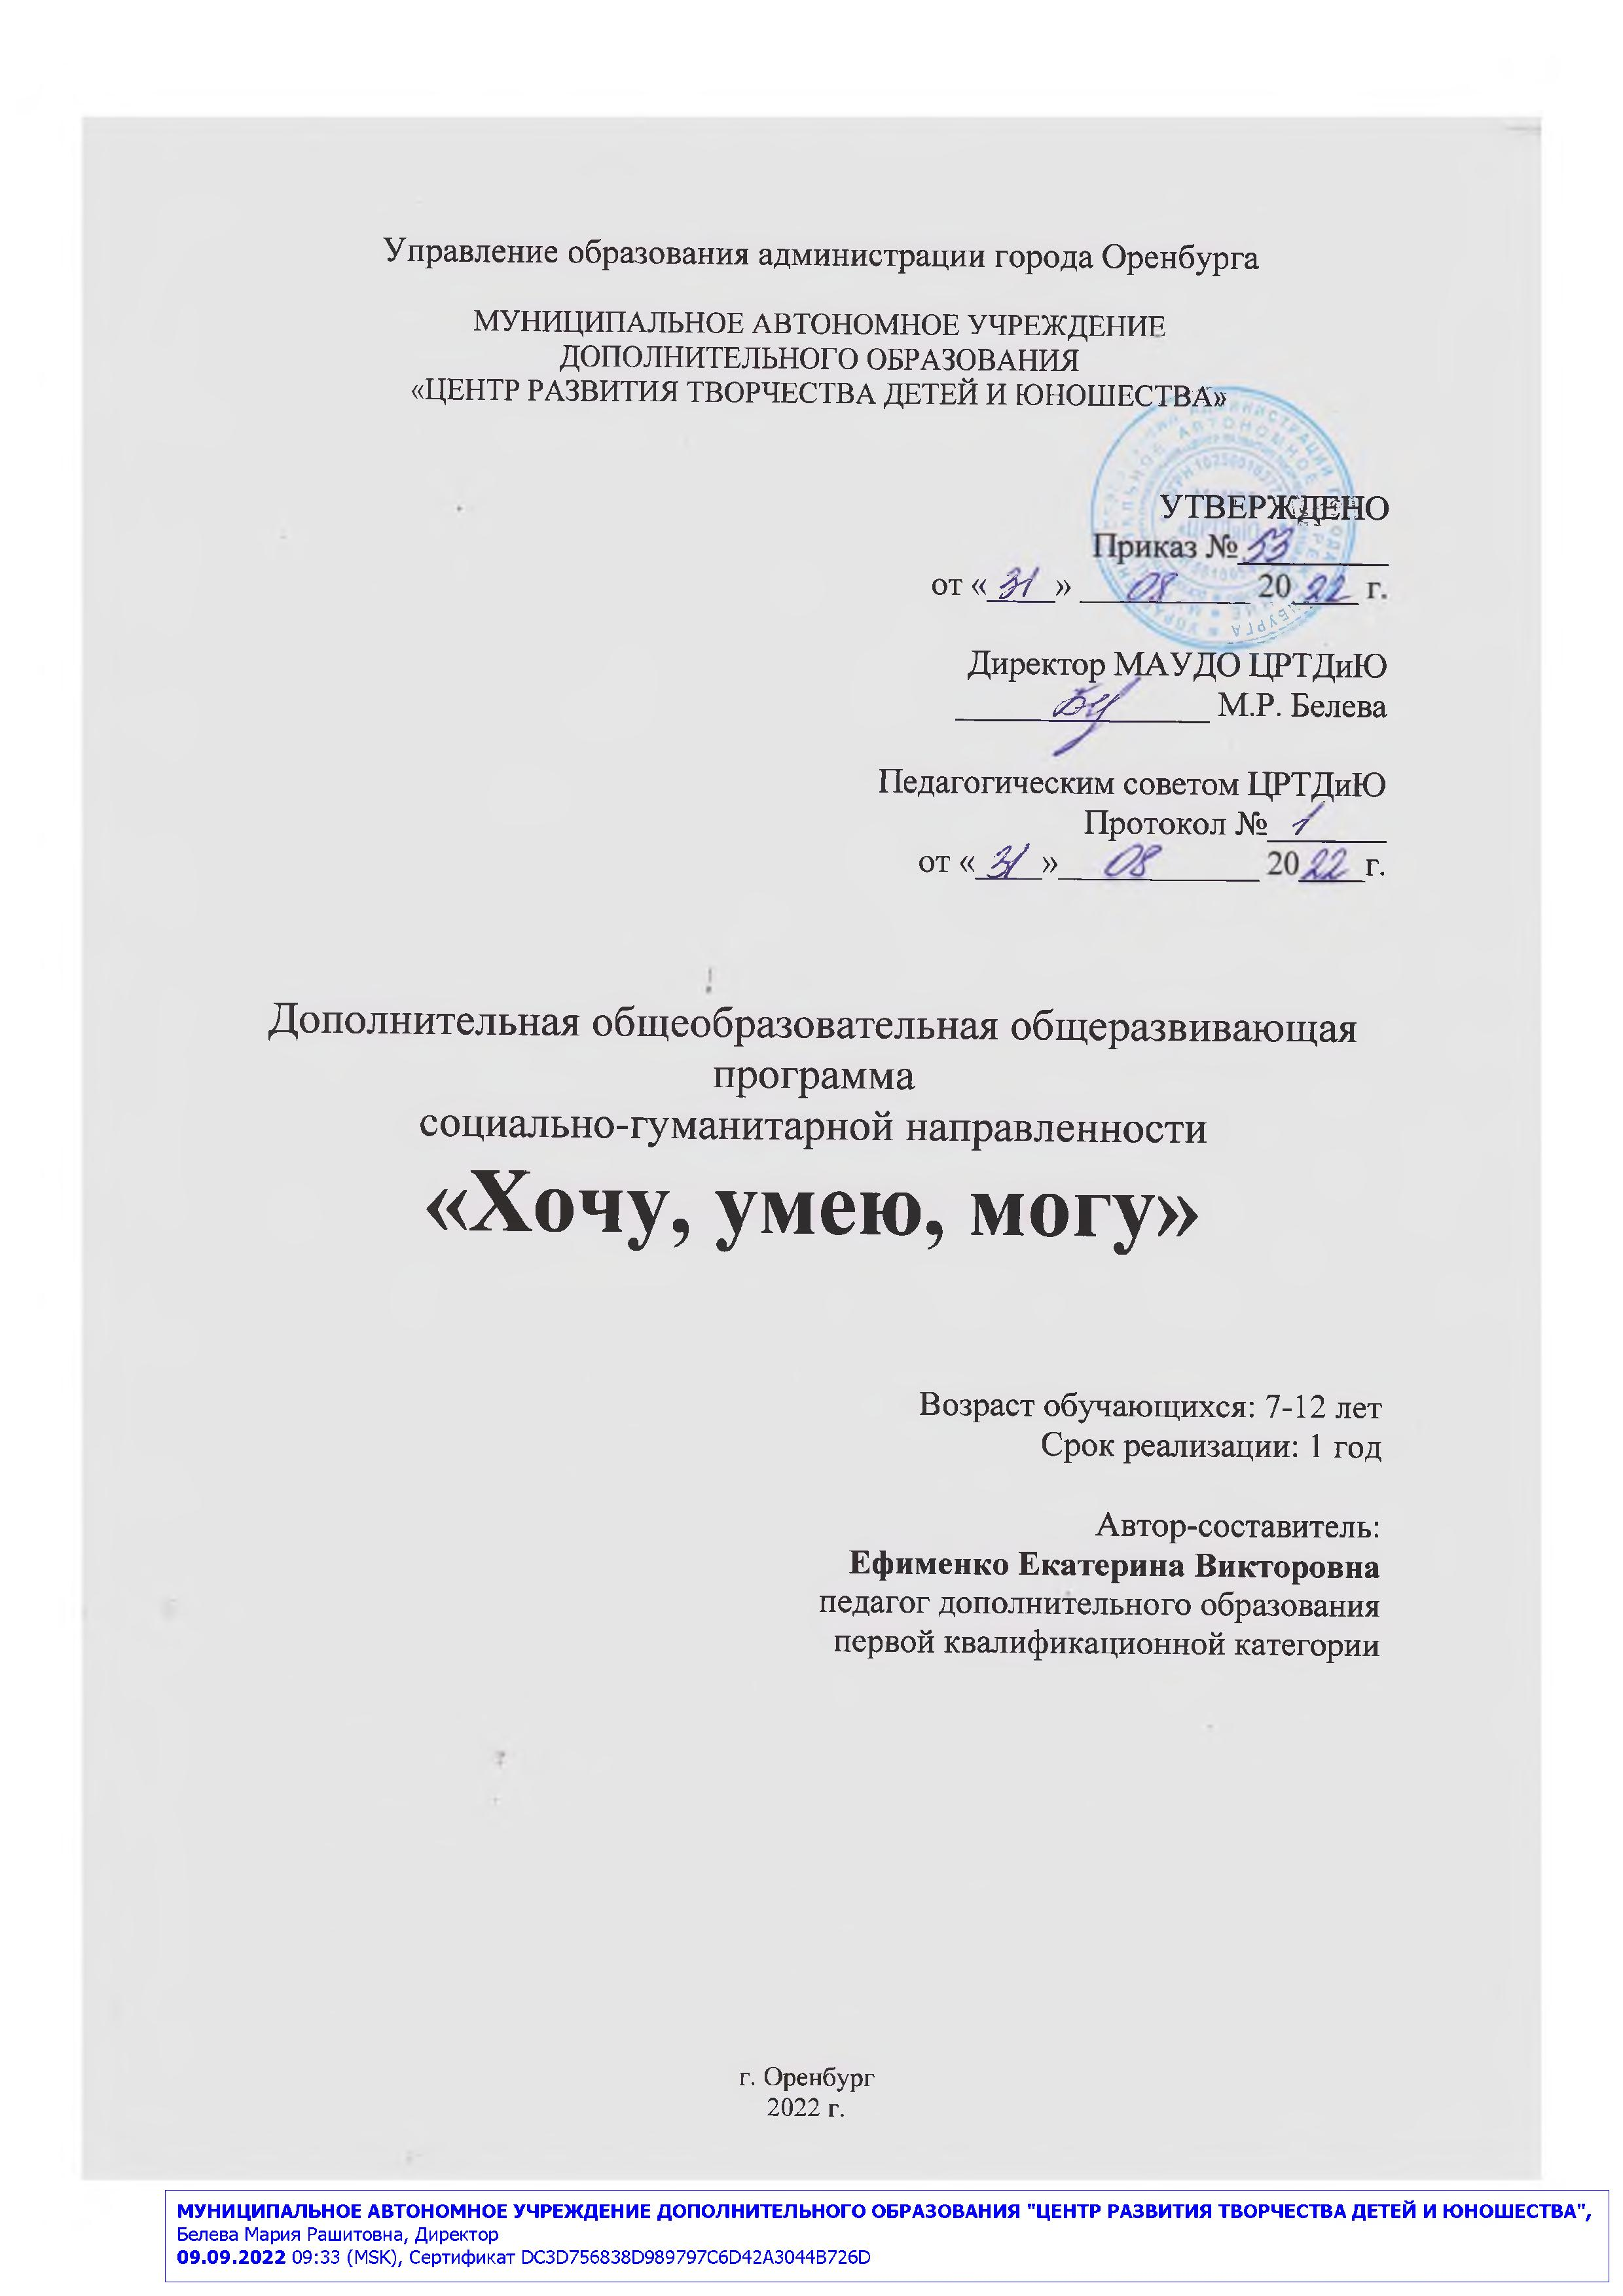 Управление образования администрации города Оренбурга
МУНИЦИПАЛЬНОЕ АВТОНОМНОЕ УЧРЕЖДЕНИЕ
ДОПОЛНИТЕЛЬНОГО ОБРАЗОВАНИЯ
«ЦЕНТР РАЗВИТИЯ ТВОРЧЕСТВА ДЕТЕЙ И ЮНОШЕСТВА»
УТВЕРЖДЕНО
Приказ № 53
от «31» 08 2022 г.
Директор МАУДО ЦРТДиЮ
М.Р. Белева
Педагогическим советом ЦРТДиЮ
Протокол № 1
от «31» 08 2022 г.
Дополнительная общеобразовательная общеразвивающая
программа
социально-гуманитарной направленности
«Хочу, умею, могу»
Возраст обучающихся: 7-12 лет
Срок реализации: 1 год
Автор-составитель:
Ефименко Екатерина Викторовна
педагог дополнительного образования
первой квалификационной категории
г. Оренбург
2022 г.
МУНИЦИПАЛЬНОЕ АВТОНОМНОЕ УЧРЕЖДЕНИЕ ДОПОЛНИТЕЛЬНОГО ОБРАЗОВАНИЯ "ЦЕНТР РАЗВИТИЯ ТВОРЧЕСТВА ДЕТЕЙ И ЮНОШЕСТВА",
Белева Мария Рашитовна, Директор
09.09.2022 09:33 (MSK), Сертификат DC3D756838D989797C6D42A3044B726D